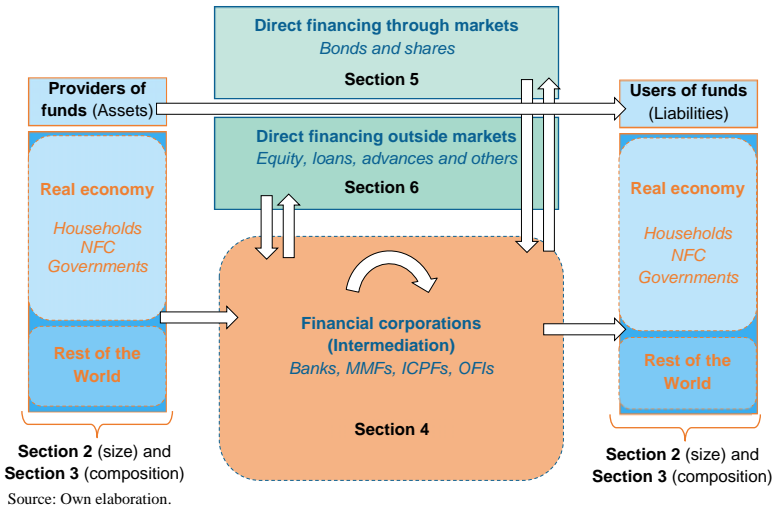 Direct financing through markets
Bonds and shares
Section 5
Providers of
funds (Assets)
Users of funds
(Liabilities)
Direct financing outside markets
Equity, loans, advances and others
Section 6
Real economy
Households
NFC
Governments
Rest of the
World
Financial corporations
(Intermediation)
Banks, MMFs, ICPFs, OFIs
Section 4
Real economy
Households
NFC
Governments
Rest of the
World
Section 2 (size) and
Section 3 (composition)
Section 2 (size) and
Section 3 (composition)
Source: Own elaboration.